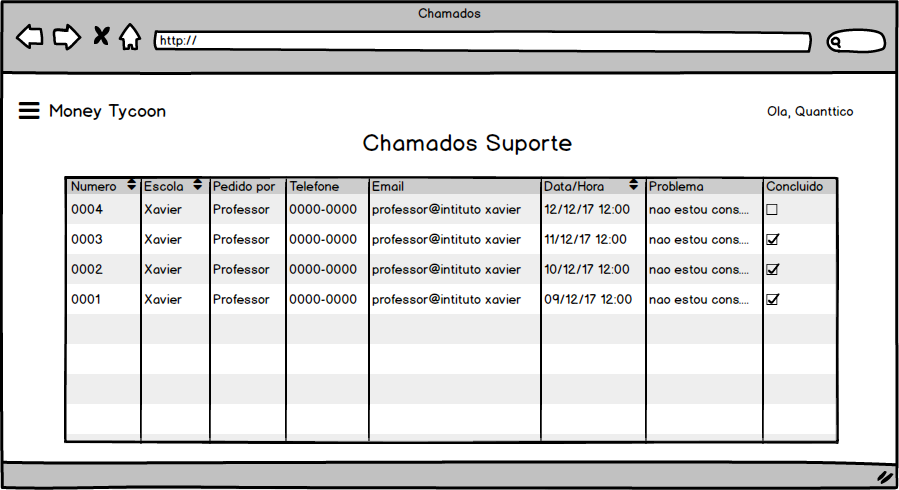 Chamados
http://
Money Tycoon
Ola, Quanttico
Chamados Suporte
Numero Escola Pedido por Telefone Email Data/Hora Problema Concluido
0004 Xavier Professor 0000-0000 professor@intituto xavier 12/12/17 12:00 nao estou cons....
0003 Xavier Professor 0000-0000 professor@intituto xavier 11/12/17 12:00 nao estou cons....
0002 Xavier Professor 0000-0000 professor@intituto xavier 10/12/17 12:00 nao estou cons....
0001 Xavier Professor 0000-0000 professor@intituto xavier 09/12/17 12:00 nao estou cons....